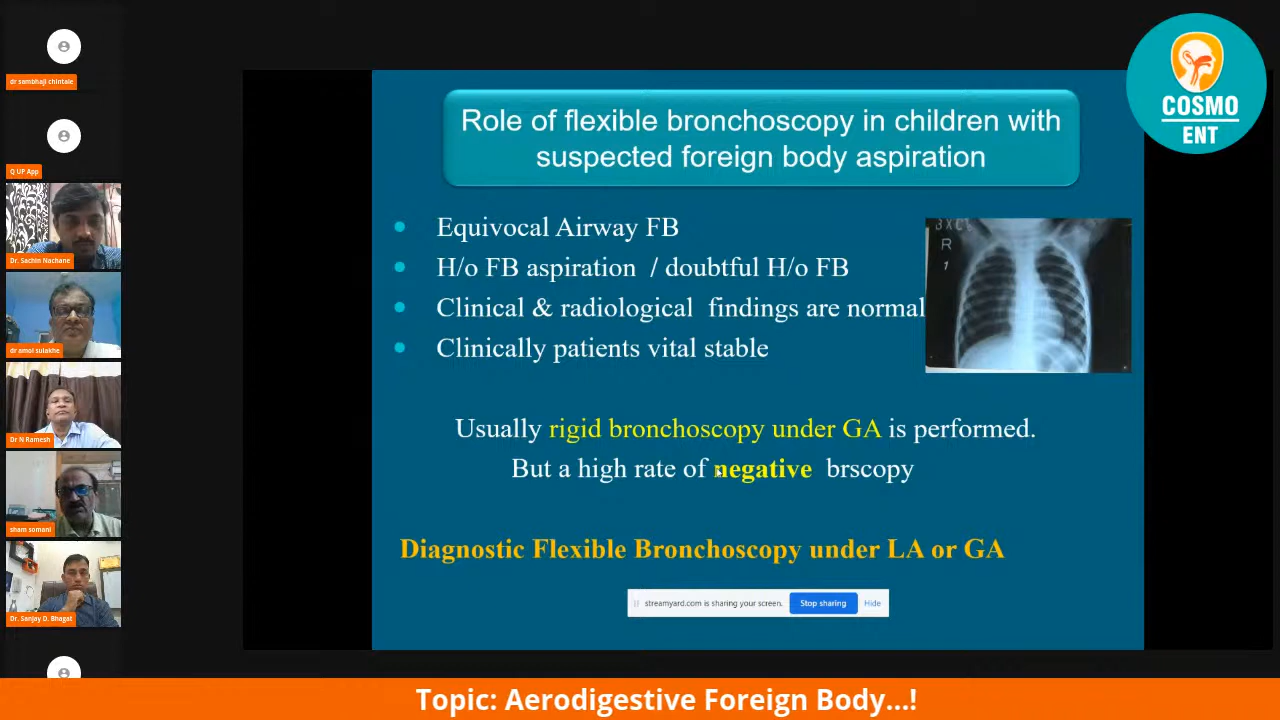 dr sambhaji chintale
Q UP App
Dr. Sachin Nachane
dr amol sulakhe
Dr N Ramesh
sham somani
Dr. Sanjay D. Bhagat
COSMO
ENT
Role of flexible bronchoscopy in children with
suspected foreign body aspiration
Equivocal Airway FB
H/o FB aspiration / doubtful H/o FB
Clinical & radiological findings are normal
Clinically patients vital stable
R
1
Usually rigid bronchoscopy under GA is performed.
But a high rate of negative brscopy
Diagnostic Flexible Bronchoscopy under LA or GA
streamyard.com is sharing your screen. Stop sharing Hide
Topic: Aerodigestive Foreign Body...!